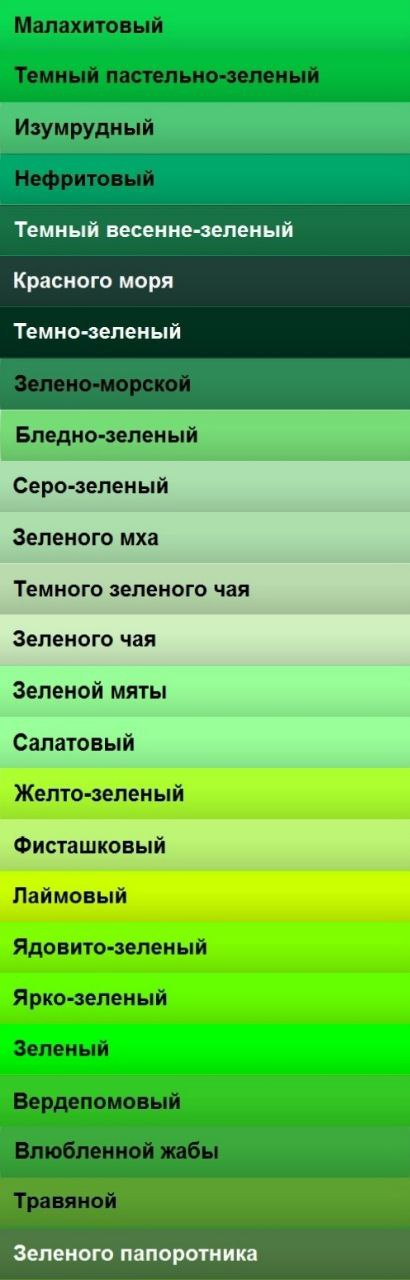 Малахитовый
Темный пастельно-зеленый
Изумрудный
Нефритовый
Темный весенне-зеленый
Красного моря
Темно-зеленый
Зелено-морской
Бледно-зеленый
Серо-зеленый
Зеленого мха
Темного зеленого чая
Зеленого чая
Зеленой мяты
Салатовый
Желто-зеленый
Фисташковый
Лаймовый
Ядовито-зеленый
Ярко-зеленый
Зеленый
Вердепомовый
Влюбленной жабы
Травяной
Зеленого папоротника